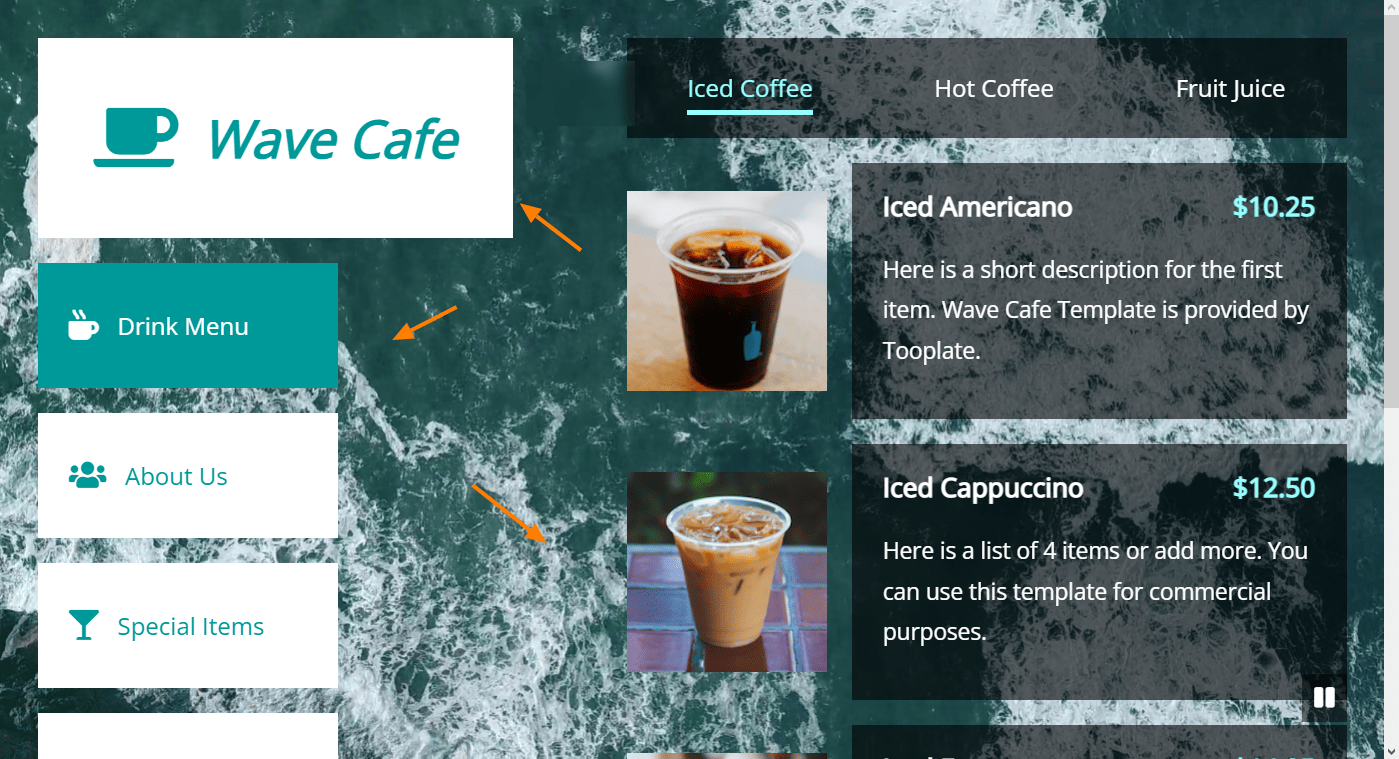 Wave Cafe
Drink Menu
About Us
Special Items
Iced Coffee
Hot Coffee
Fruit Juice
Iced Americano
$10.25
Here is a short description for the first
item. Wave Cafe Template is provided by
Tooplate.
Iced Cappuccino
$12.50
Here is a list of 4 items or add more. You
can use this template for commercial
purposes.